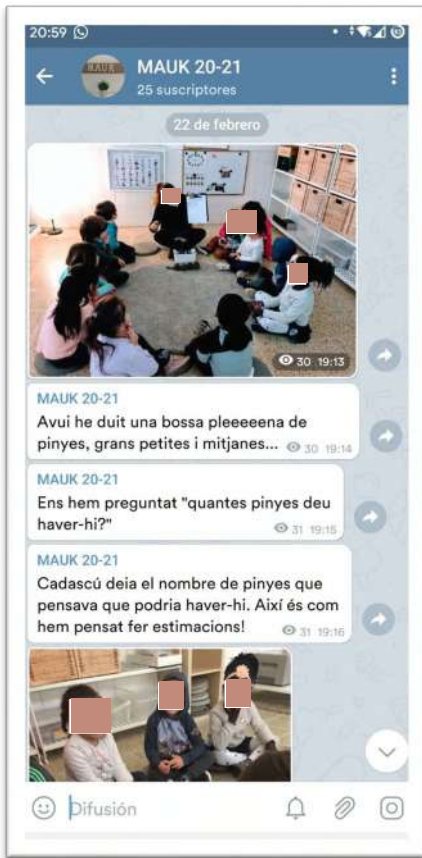 20:59
MAUK 20-21
25 suscriptores
22 de febrero
30 19:13
MAUK 20-21
Avui he duit una bossa pleeeeena de
pinyes, grans petites i mitjanes... 30 19:14
MAUK 20-21
Ens hem preguntat "quantes pinyes deu
haver-hi?" 31 19:15
MAUK 20-21
Cadascú deia el nombre de pinyes que
pensava que podria haver-hi. Així és com
hem pensat fer estimacions! 31 19:16
Difusión